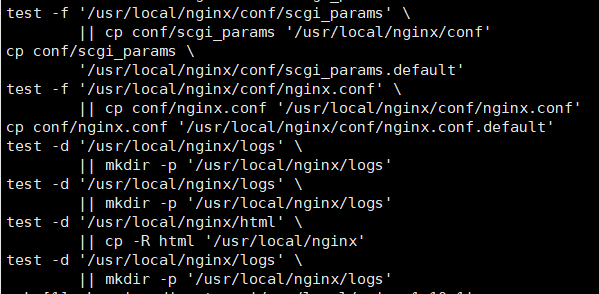 test -f '/usr/local/nginx/conf/scgi_params' \
|| cp conf/scgi_params '/usr/local/nginx/conf'
cp conf/scgi_params \
'/usr/local/nginx/conf/scgi_params.default'
test -f '/usr/local/nginx/conf/nginx.conf' \
|| cp conf/nginx.conf '/usr/local/nginx/conf/nginx.conf'
cp conf/nginx.conf '/usr/local/nginx/conf/nginx.conf.default'
test -d '/usr/local/nginx/logs' \
|| mkdir -p '/usr/local/nginx/logs'
test -d '/usr/local/nginx/logs' \
|| mkdir -p '/usr/local/nginx/logs'
test -d '/usr/local/nginx/html' \
|| cp -R html '/usr/local/nginx'
test -d '/usr/local/nginx/logs' \
|| mkdir -p '/usr/local/nginx/logs'